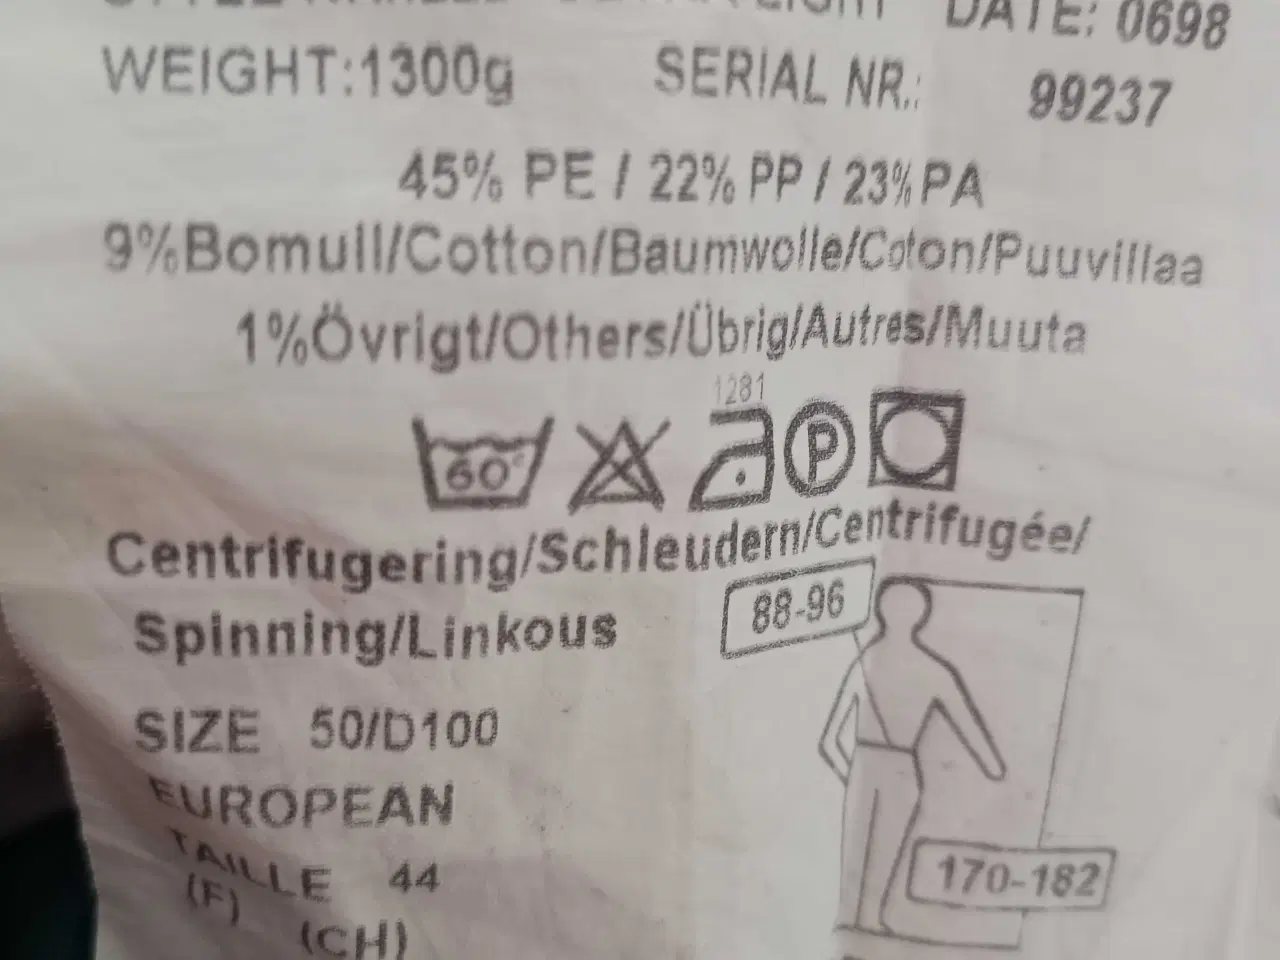 LIGHT DATE: 0698
WEIGHT:1300g SERIAL NR.: 99237
45% PE / 22% PP / 23% PA
9%Bomull/Cotton/Baumwolle/Coton/Puuvillaa
1%Övrigt/Others/Übrig/Autres/Muuta
1281
60° P
Centrifugering/Schleudern/Centrifugée/
Spinning/Linkous
88-96
SIZE 50/D100
EUROPEAN
TAILLE 44
(F) (CH)
170-182